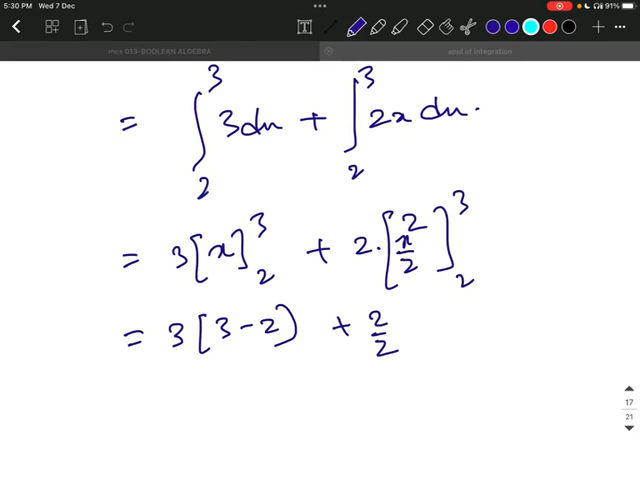 5:30 PM Wed 7 Dec
91%
mcs 013-BOOLEAN ALGEBRA
appl of integration
= ∫₂³ 3dx + ∫₂³ 2x dx.
= 3[x]₂³ + 2·[x²/2]₂³
= 3[3-2) + 2/2
17
21